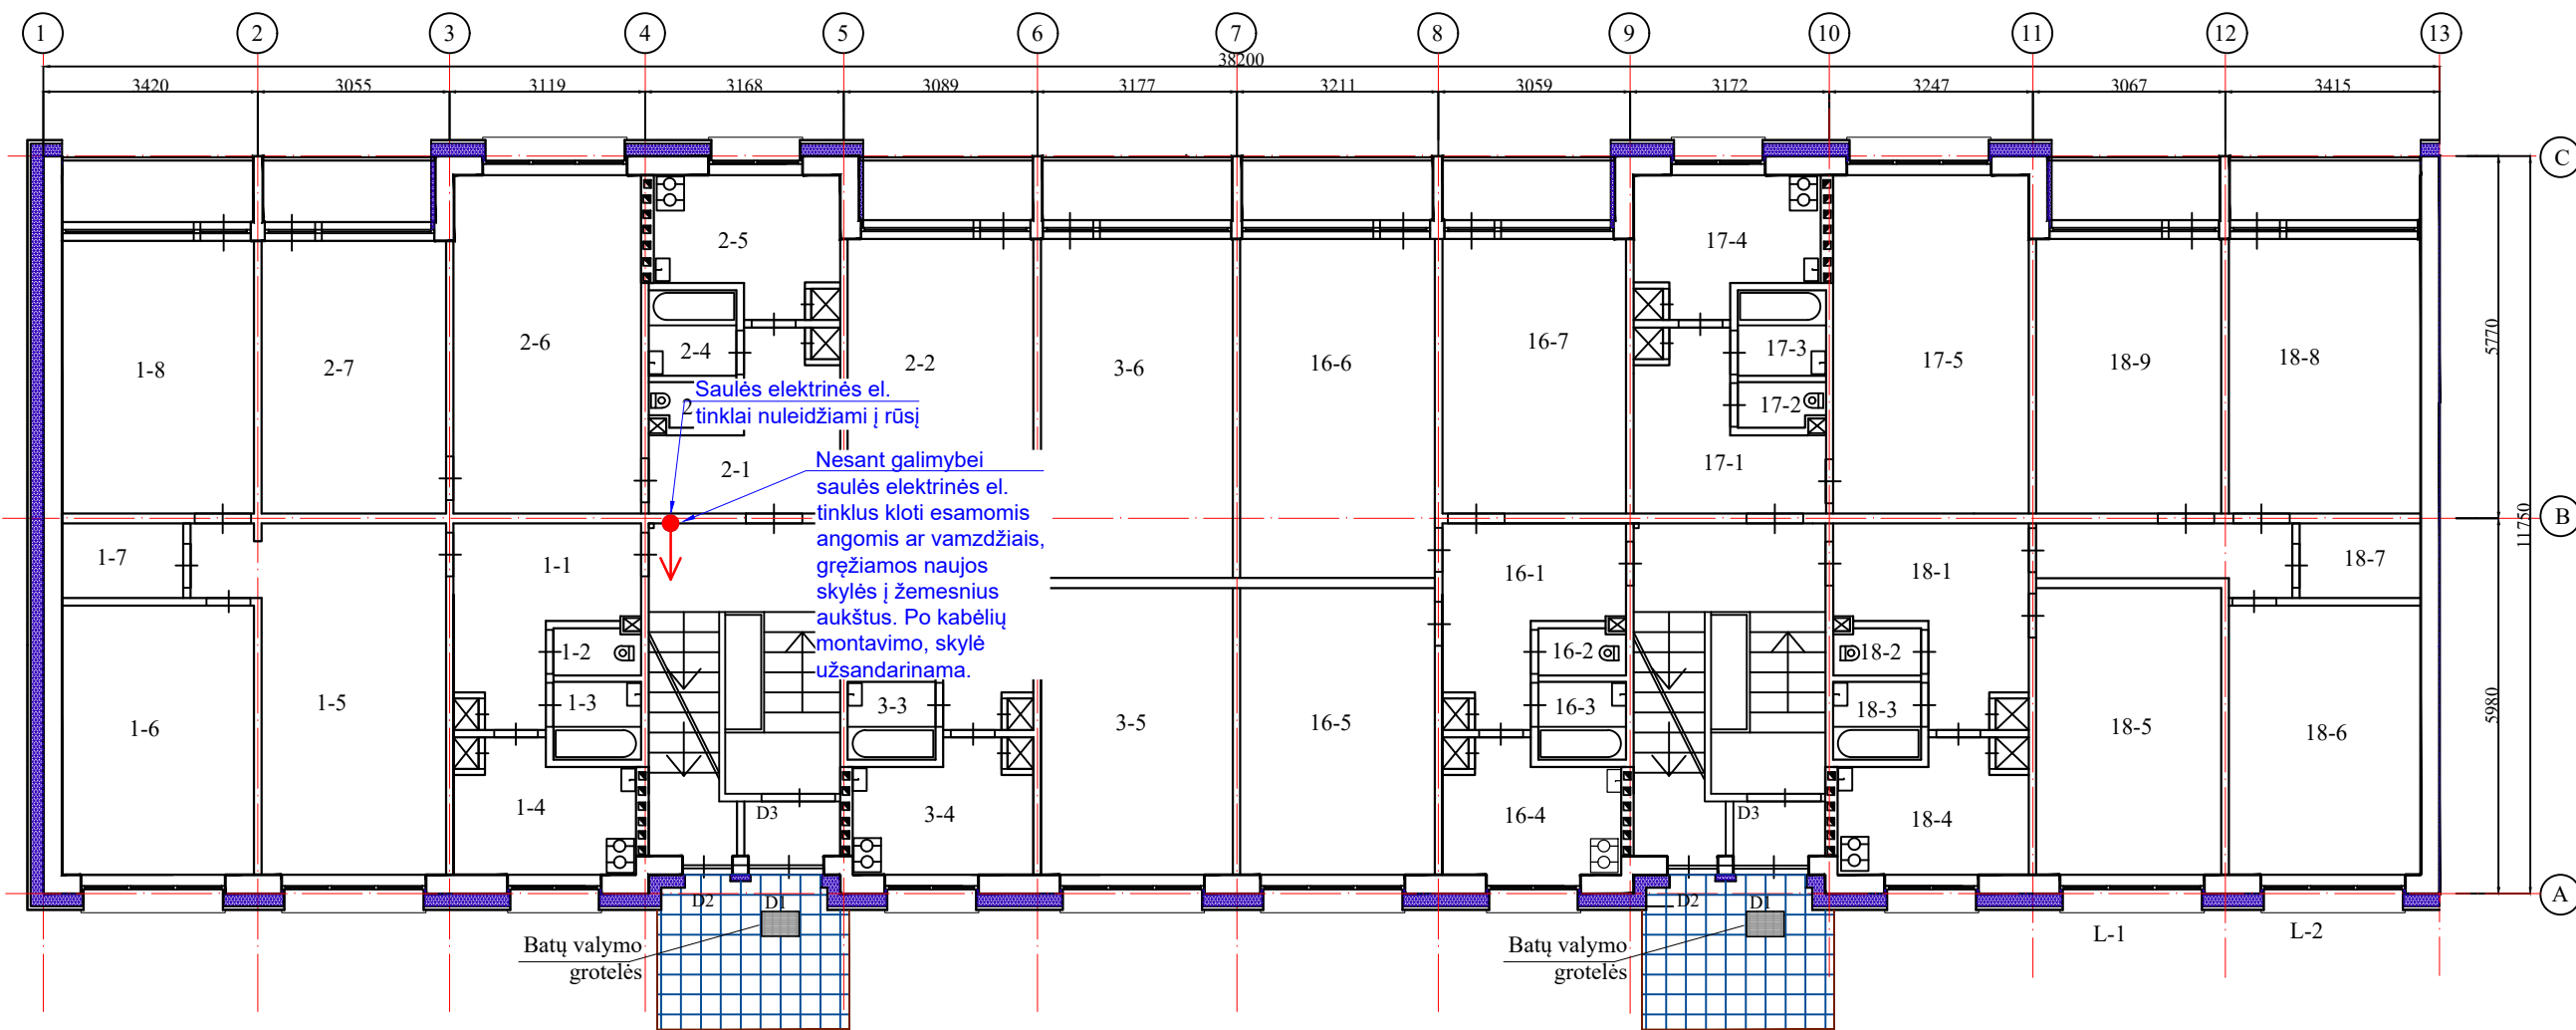 1 2 3 4 5 6 7 8 9 10 11 12 13
38200
3420 3055 3119 3168 3089 3177 3211 3059 3172 3247 3067 3415
C
B
A
5770
11750
5980
1-8
2-7
2-6
2-5
2-4
2-2
3-6
16-6
16-7
17-4
17-3
17-2
17-5
18-9
18-8
2
Saulės elektrinės el.
tinklai nuleidžiami į rūsį
2-1
17-1
Nesant galimybei
saulės elektrinės el.
tinklus kloti esamomis
angomis ar vamzdžiais,
gręžiamos naujos
skylės į žemesnius
aukštus. Po kabėlių
montavimo, skylė
užsandarinama.
1-7
1-1
16-1
18-1
18-7
1-2
16-2
18-2
1-6
1-5
1-3
3-3
3-5
16-5
16-3
18-3
18-5
18-6
1-4
D3
3-4
16-4
D3
18-4
D2
D1
D2
D1
L-1
L-2
Batų valymo
grotelės
Batų valymo
grotelės